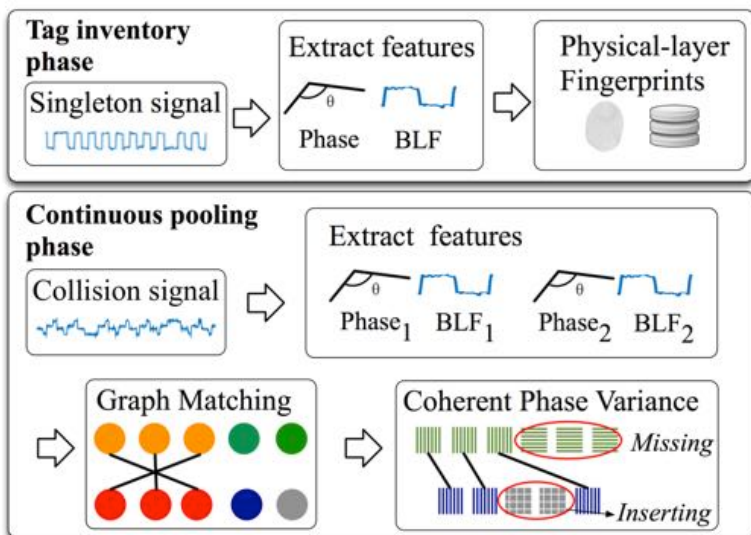 Tag inventory
phase
Singleton signal
Extract features
θ
Phase BLF
Physical-layer
Fingerprints
Continuous pooling
phase
Collision signal
Extract features
θ θ
Phase1 BLF1 Phase2 BLF2
Graph Matching
Coherent Phase Variance
Missing
Inserting